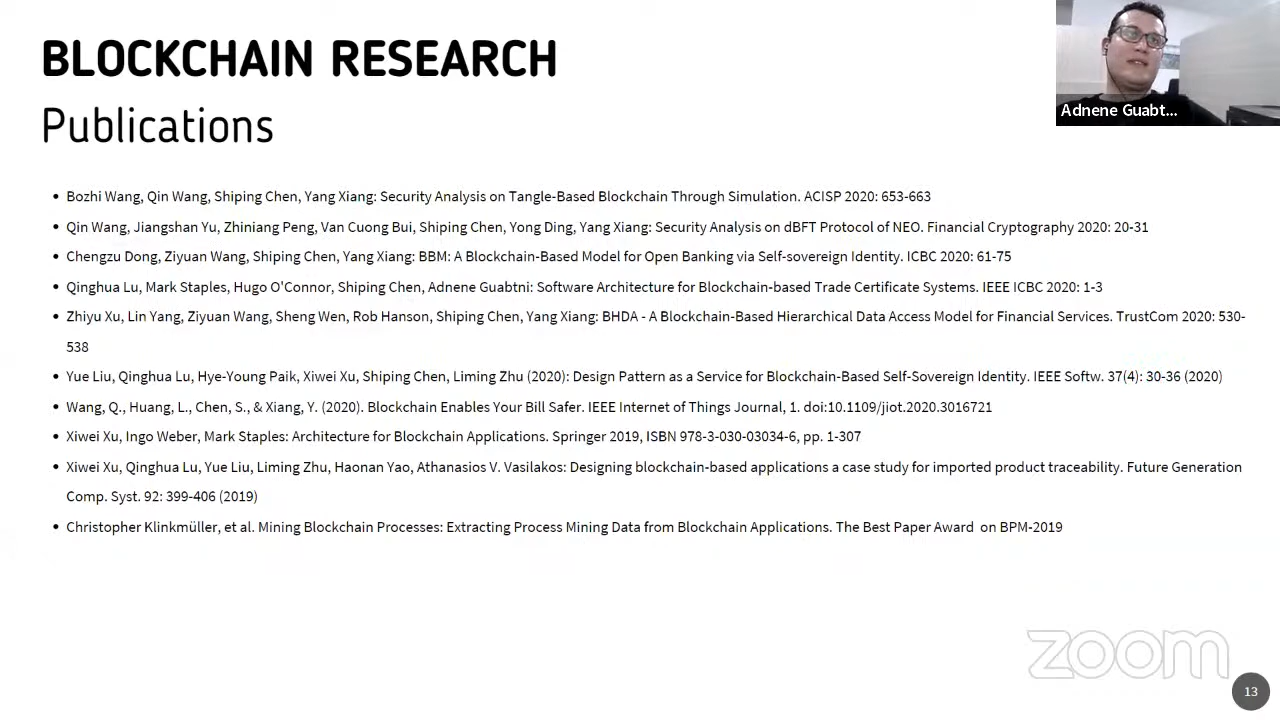 BLOCKCHAIN RESEARCH
Publications
Adnene Guabt...
• Bozhi Wang, Qin Wang, Shiping Chen, Yang Xiang: Security Analysis on Tangle-Based Blockchain Through Simulation. ACISP 2020: 653-663
• Qin Wang, Jiangshan Yu, Zhiniang Peng, Van Cuong Bui, Shiping Chen, Yong Ding, Yang Xiang: Security Analysis on dBFT Protocol of NEO. Financial Cryptography 2020: 20-31
• Chengzu Dong, Ziyuan Wang, Shiping Chen, Yang Xiang: BBM: A Blockchain-Based Model for Open Banking via Self-sovereign Identity. ICBC 2020: 61-75
• Qinghua Lu, Mark Staples, Hugo O'Connor, Shiping Chen, Adnene Guabtni: Software Architecture for Blockchain-based Trade Certificate Systems. IEEE ICBC 2020: 1-3
• Zhiyu Xu, Lin Yang, Ziyuan Wang, Sheng Wen, Rob Hanson, Shiping Chen, Yang Xiang: BHDA - A Blockchain-Based Hierarchical Data Access Model for Financial Services. TrustCom 2020: 530-
538
• Yue Liu, Qinghua Lu, Hye-Young Paik, Xiwei Xu, Shiping Chen, Liming Zhu (2020): Design Pattern as a Service for Blockchain-Based Self-Sovereign Identity. IEEE Softw. 37(4): 30-36 (2020)
• Wang, Q., Huang, L., Chen, S., & Xiang, Y. (2020). Blockchain Enables Your Bill Safer. IEEE Internet of Things Journal, 1. doi:10.1109/jiot.2020.3016721
• Xiwei Xu, Ingo Weber, Mark Staples: Architecture for Blockchain Applications. Springer 2019, ISBN 978-3-030-03034-6, pp. 1-307
• Xiwei Xu, Qinghua Lu, Yue Liu, Liming Zhu, Haonan Yao, Athanasios V. Vasilakos: Designing blockchain-based applications a case study for imported product traceability. Future Generation
Comp. Syst. 92: 399-406 (2019)
• Christopher Klinkmüller, et al. Mining Blockchain Processes: Extracting Process Mining Data from Blockchain Applications. The Best Paper Award on BPM-2019
zoom
13